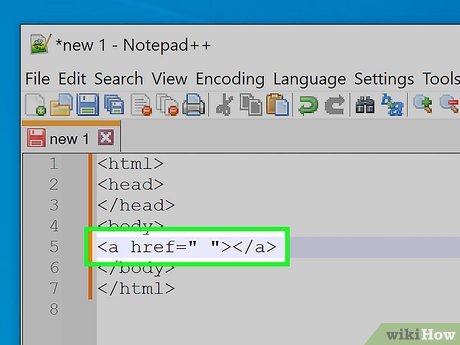 *new 1 - Notepad++
File Edit Search View Encoding Language Settings Tools
new 1
1 <html>
2 <head>
3 </head>
4 <body>
5 <a href=" "></a>
6 </body>
7 </html>
8
wikiHow